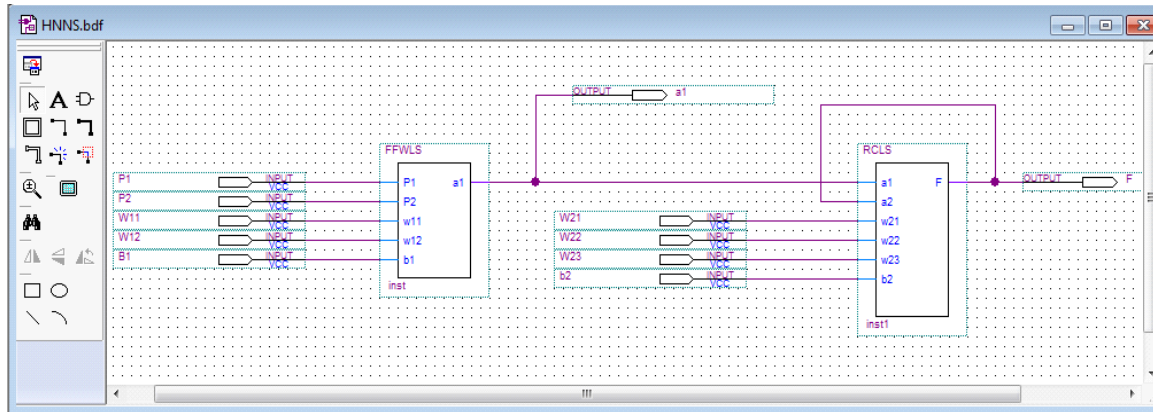 HNNS.bdf
OUTPUT a1
FFWLS
RCLS
P1 INPUT VCC
P2 INPUT VCC
W11 INPUT VCC
W12 INPUT VCC
B1 INPUT VCC
P1 a1
P2
w11
w12
b1
inst
W21 INPUT VCC
W22 INPUT VCC
W23 INPUT VCC
b2 INPUT VCC
a1 F
a2
w21
w22
w23
b2
inst1
OUTPUT F